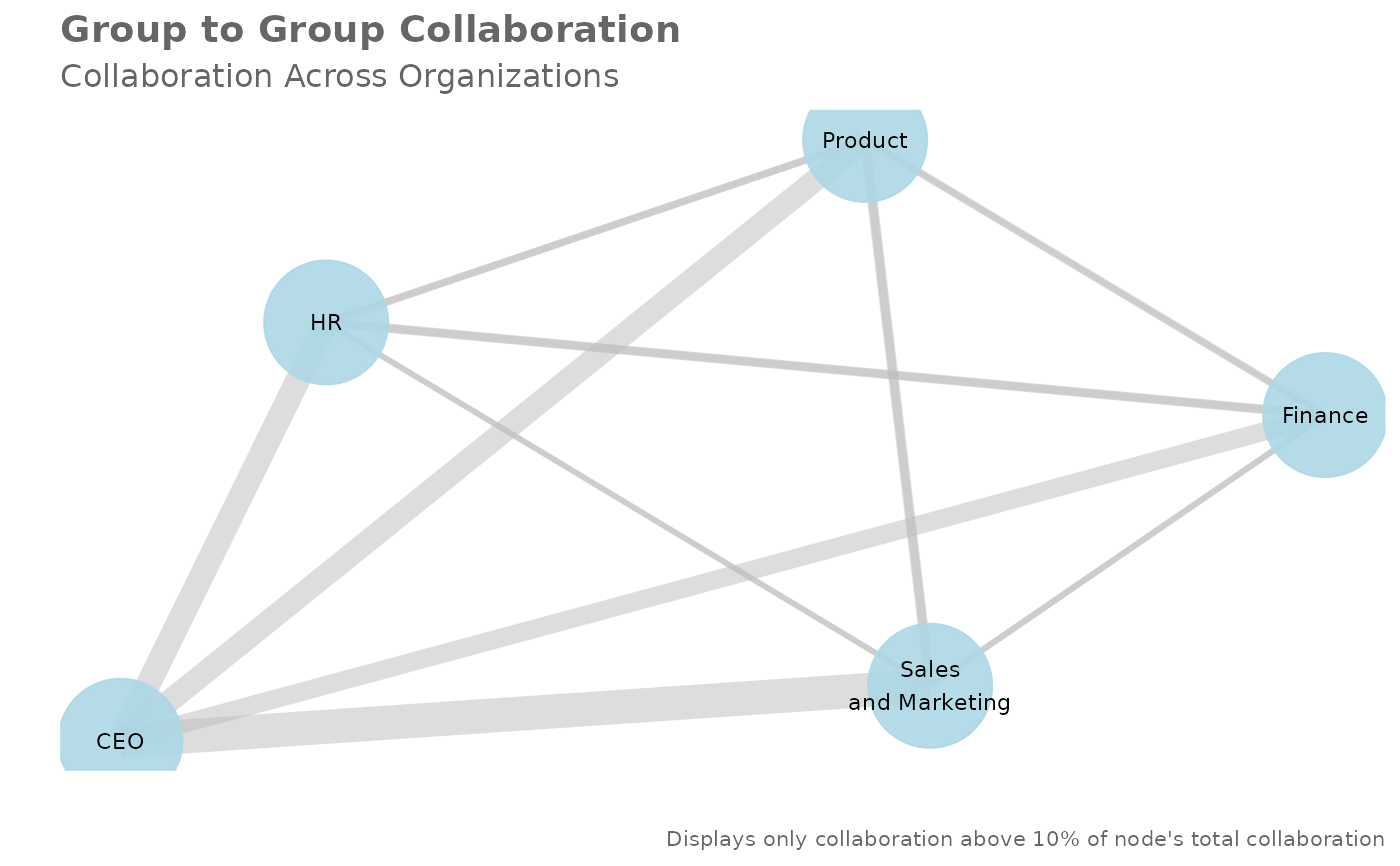 Group to Group Collaboration
Collaboration Across Organizations
Product
HR
Finance
Sales
and Marketing
CEO
Displays only collaboration above 10% of node's total collaboration